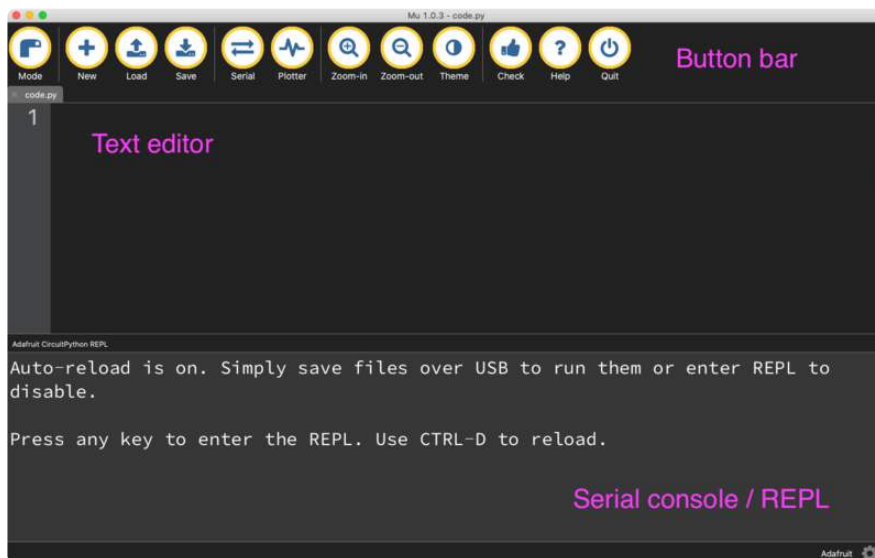 Mu 1.0.3 - code.py
Mode New Load Save Serial Plotter Zoom-in Zoom-out Theme Check Help Quit
Button bar
code.py
1
Text editor
Adafruit CircuitPython REPL
Auto-reload is on. Simply save files over USB to run them or enter REPL to
disable.
Press any key to enter the REPL. Use CTRL-D to reload.
Serial console / REPL
Adafruit